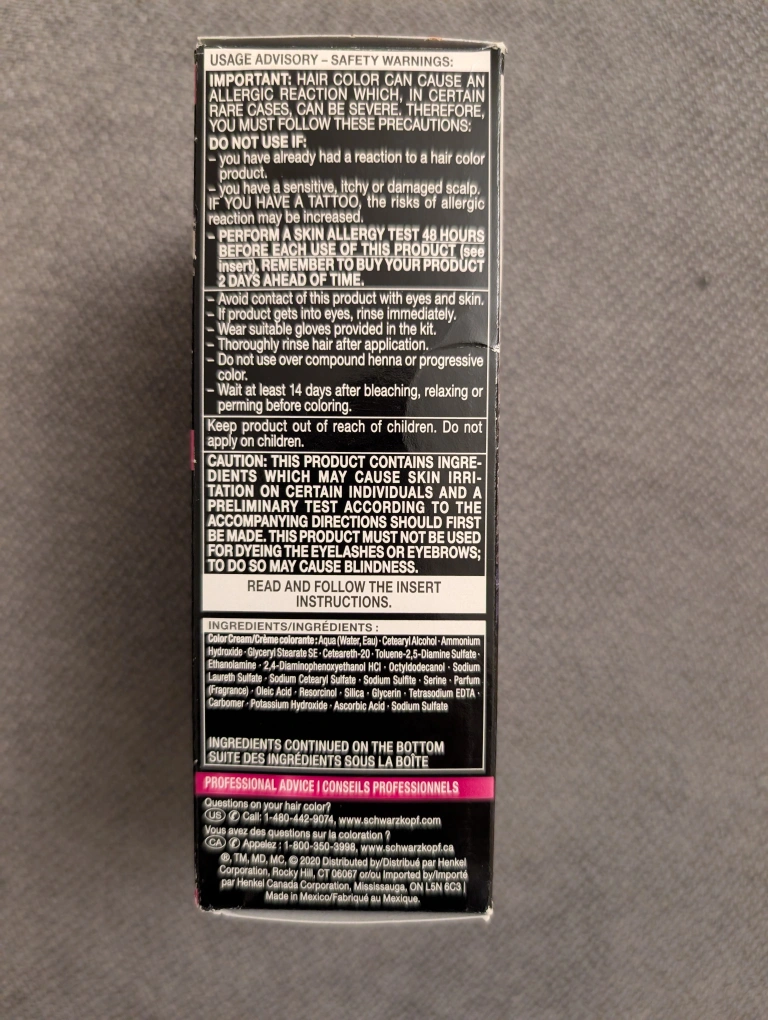 USAGE ADVISORY – SAFETY WARNINGS:
IMPORTANT: HAIR COLOR CAN CAUSE AN
ALLERGIC REACTION WHICH, IN CERTAIN
RARE CASES, CAN BE SEVERE. THEREFORE,
YOU MUST FOLLOW THESE PRECAUTIONS:
DO NOT USE IF:
– you have already had a reaction to a hair color
product.
– you have a sensitive, itchy or damaged scalp.
IF YOU HAVE A TATTOO, the risks of allergic
reaction may be increased.
– PERFORM A SKIN ALLERGY TEST 48 HOURS
BEFORE EACH USE OF THIS PRODUCT (see
insert). REMEMBER TO BUY YOUR PRODUCT
2 DAYS AHEAD OF TIME.
– Avoid contact of this product with eyes and skin.
– If product gets into eyes, rinse immediately.
– Wear suitable gloves provided in the kit.
– Thoroughly rinse hair after application.
– Do not use over compound henna or progressive
color.
– Wait at least 14 days after bleaching, relaxing or
perming before coloring.
Keep product out of reach of children. Do not
apply on children.
CAUTION: THIS PRODUCT CONTAINS INGRE-
DIENTS WHICH MAY CAUSE SKIN IRRI-
TATION ON CERTAIN INDIVIDUALS AND A
PRELIMINARY TEST ACCORDING TO THE
ACCOMPANYING DIRECTIONS SHOULD FIRST
BE MADE. THIS PRODUCT MUST NOT BE USED
FOR DYEING THE EYELASHES OR EYEBROWS;
TO DO SO MAY CAUSE BLINDNESS.
READ AND FOLLOW THE INSERT
INSTRUCTIONS.
INGREDIENTS/INGRÉDIENTS :
Color Cream/Crème colorante : Aqua (Water, Eau) · Cetearyl Alcohol · Ammonium
Hydroxide · Glyceryl Stearate SE · Ceteareth-20 · Toluene-2,5-Diamine Sulfate ·
Ethanolamine · 2,4-Diaminophenoxyethanol HCl · Octyldodecanol · Sodium
Laureth Sulfate · Sodium Cetearyl Sulfate · Sodium Sulfite · Serine · Parfum
(Fragrance) · Oleic Acid · Resorcinol · Silica · Glycerin · Tetrasodium EDTA ·
Carbomer · Potassium Hydroxide · Ascorbic Acid · Sodium Sulfate
INGREDIENTS CONTINUED ON THE BOTTOM
SUITE DES INGRÉDIENTS SOUS LA BOÎTE
PROFESSIONAL ADVICE | CONSEILS PROFESSIONNELS
Questions on your hair color?
US ✆ Call: 1-480-442-9074, www.schwarzkopf.com
Vous avez des questions sur la coloration ?
CA ✆ Appelez : 1-800-350-3998, www.schwarzkopf.ca
®, TM, MD, MC, © 2020 Distributed by/Distribué par Henkel
Corporation, Rocky Hill, CT 06067 or/ou Imported by/Importé
par Henkel Canada Corporation, Mississauga, ON L5N 6C3 |
Made in Mexico/Fabriqué au Mexique.